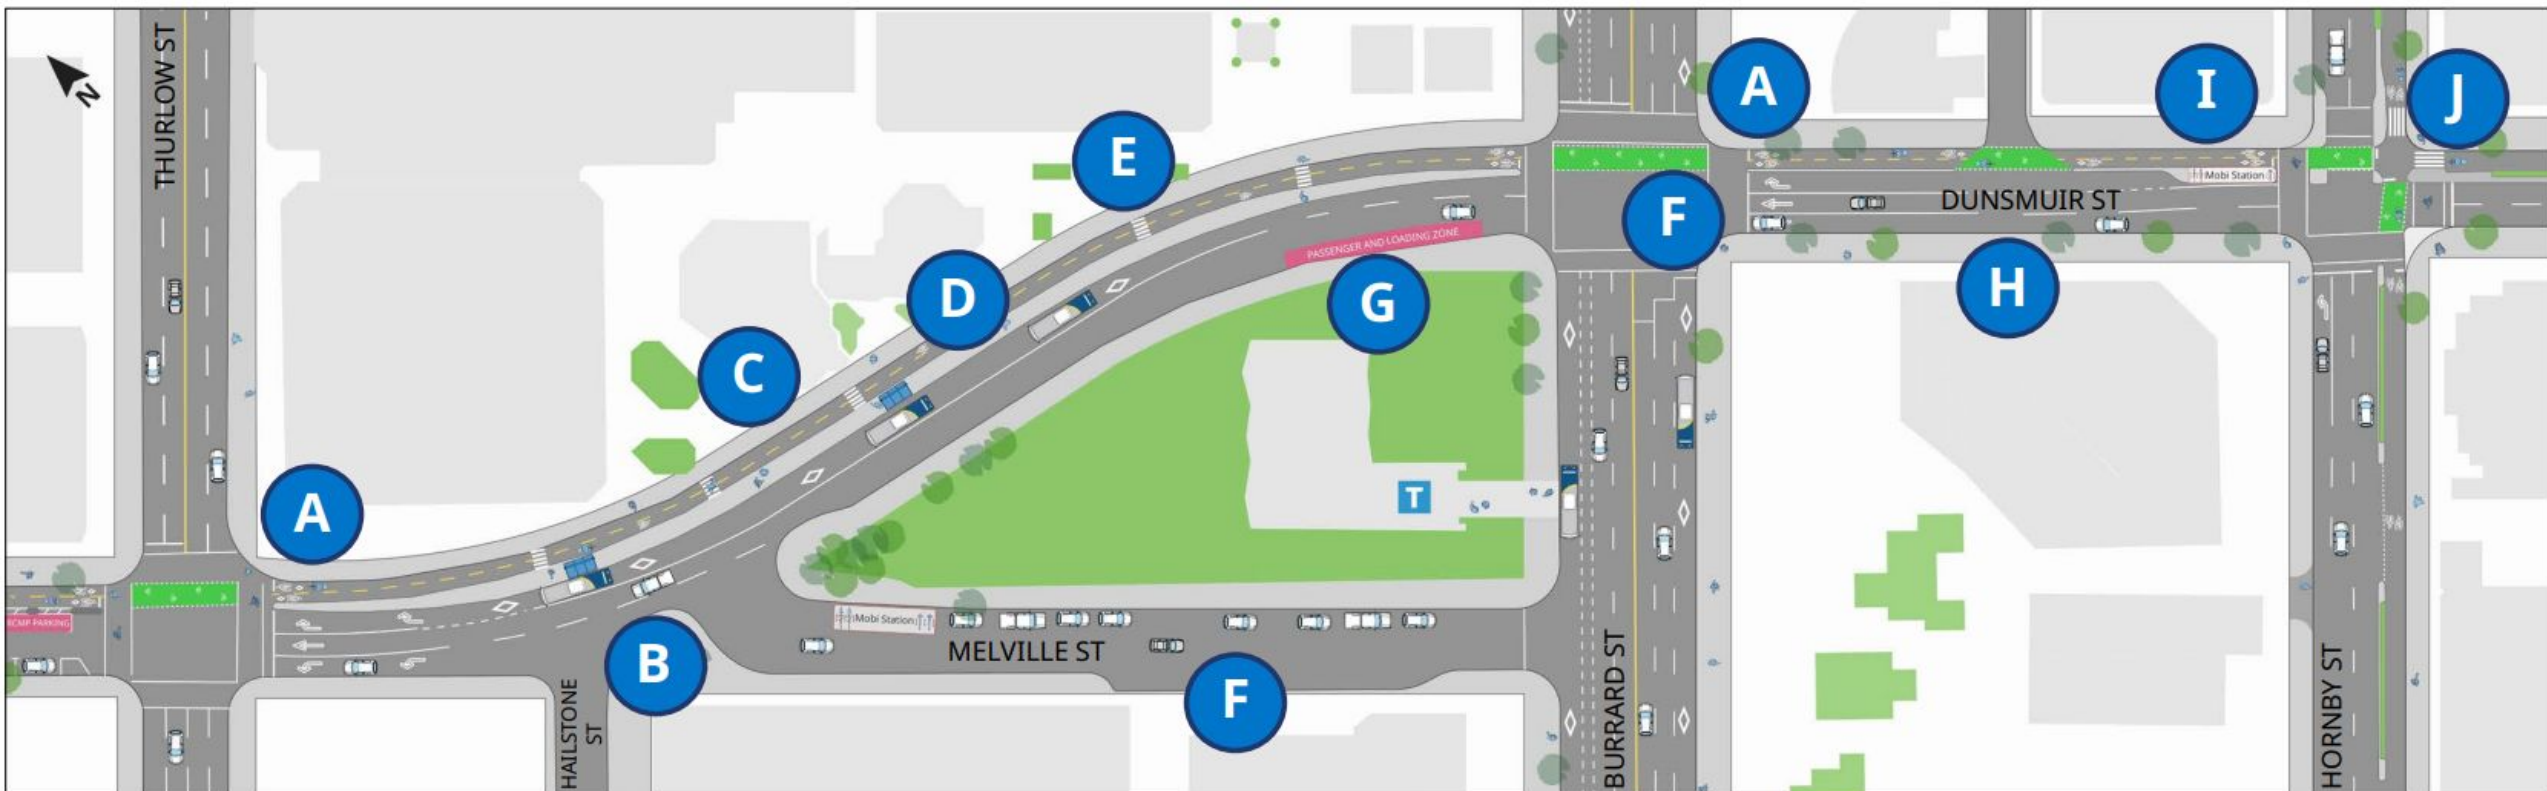 THURLOW ST
N
A
I
J
E
Mobi Station
DUNSMUIR ST
F
PASSENGER AND LOADING ZONE
D
H
G
C
T
A
RCMP PARKING
Mobi Station
MELVILLE ST
B
F
HAILSTONE
ST
BURRARD ST
HORNBY ST